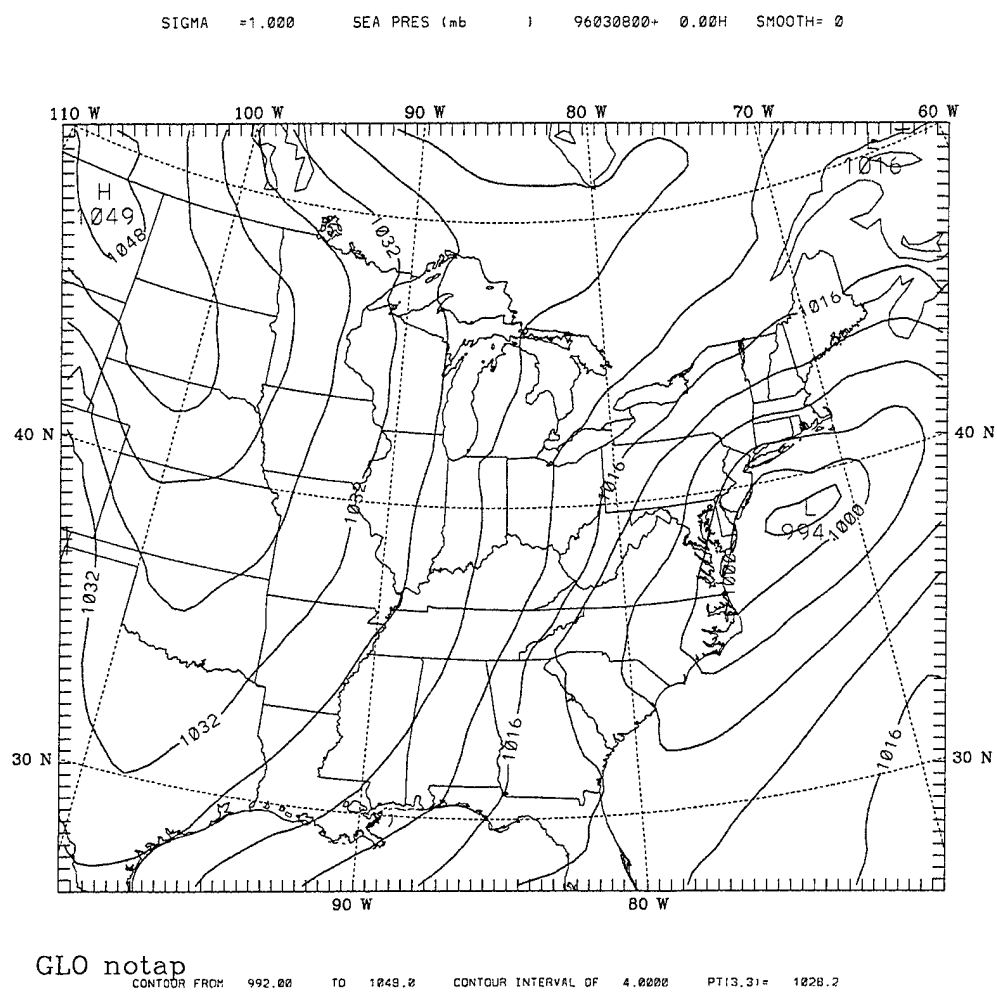 SIGMA =1.000 SEA PRES (mb ) 96030800+ 0.00H SMOOTH= 0
110 W 100 W 90 W 80 W 70 W 60 W
1016
H
1049
1048
1032
1016
40 N 40 N
1016
1032
L
994
1000
000
1032
1032
1016
1016
30 N 30 N
90 W 80 W
GLO notap
CONTOUR FROM 992.00 TO 1048.0 CONTOUR INTERVAL OF 4.0000 PT(3,3)= 1028.2